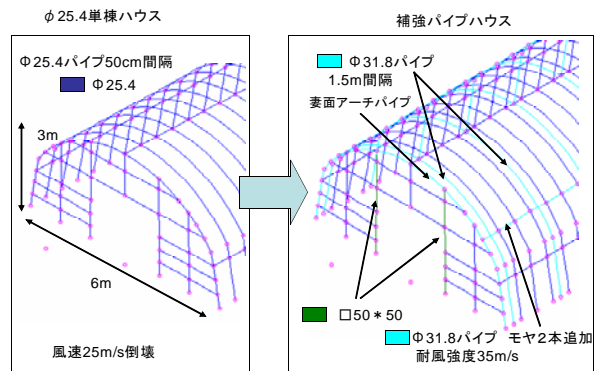 φ25.4単棟ハウス
Φ25.4パイプ50cm間隔
Φ25.4
3m
6m
風速25m/s倒壊
補強パイプハウス
Φ31.8パイプ
1.5m間隔
妻面アーチパイプ
□50*50
Φ31.8パイプ モヤ2本追加
耐風強度35m/s